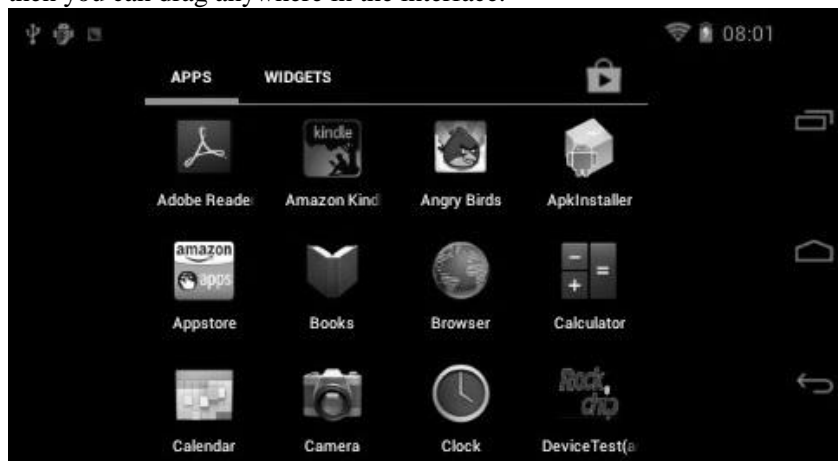 then you can drag anywhere in the interface.
08:01
APPS WIDGETS
kindle
Adobe Reade Amazon Kind Angry Birds ApkInstaller
amazon
apps
Appstore Books Browser Calculator
Rock
chip
Calendar Camera Clock DeviceTest(a